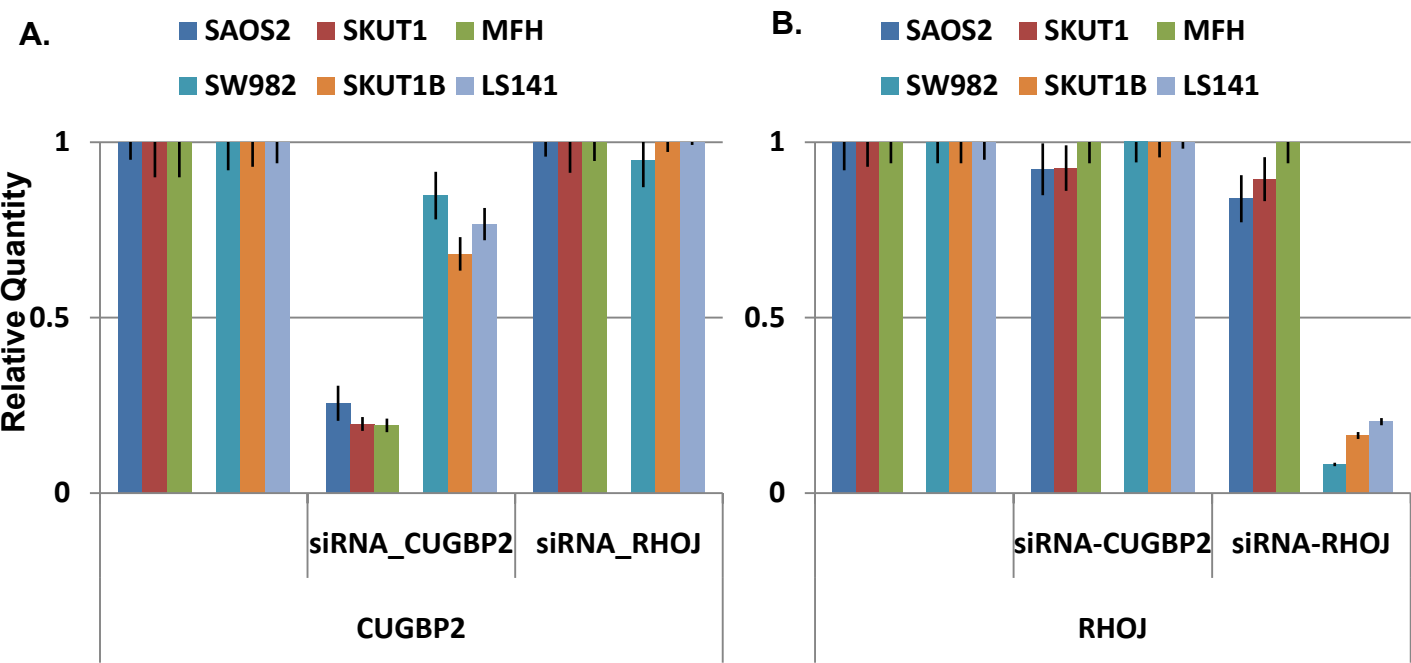 A.
SAOS2 SKUT1 MFH
SW982 SKUT1B LS141
Relative Quantity
1
0.5
0
siRNA_CUGBP2 siRNA_RHOJ
CUGBP2
B.
SAOS2 SKUT1 MFH
SW982 SKUT1B LS141
1
0.5
0
siRNA-CUGBP2 siRNA-RHOJ
RHOJ